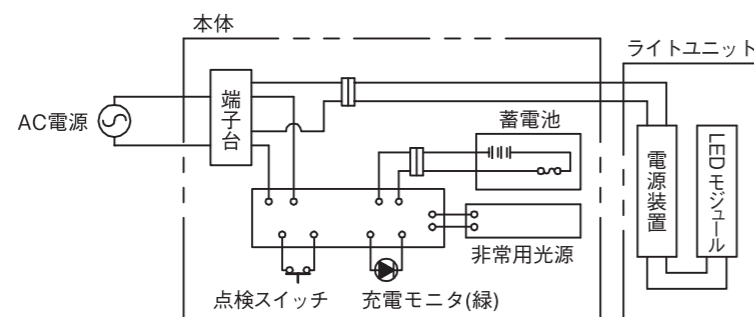 本体
ライトユニット
AC電源
端子台
蓄電池
電源装置
LEDモジュール
非常用光源
点検スイッチ
充電モニタ(緑)